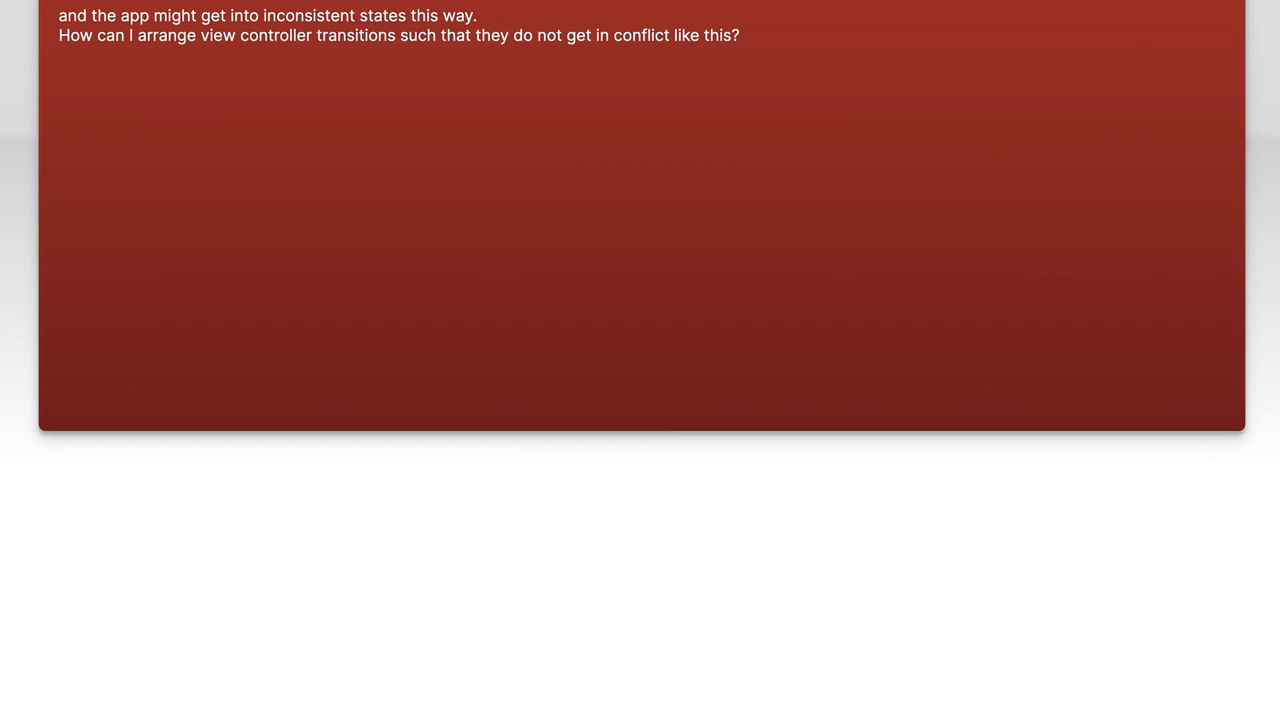 and the app might get into inconsistent states this way.
How can I arrange view controller transitions such that they do not get in conflict like this?